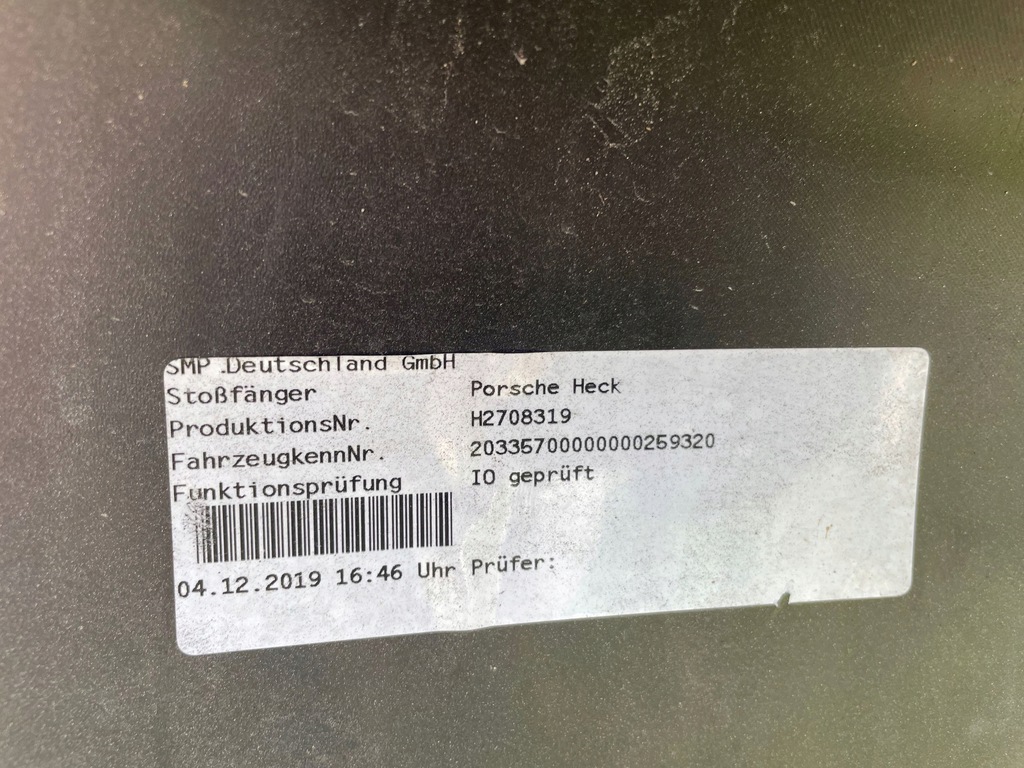 SMP Deutschland GmbH
Stoßfänger Porsche Heck
ProduktionsNr. H2708319
FahrzeugkennNr. 20335700000000259320
Funktionsprüfung IO geprüft
04.12.2019 16:46 Uhr Prüfer: